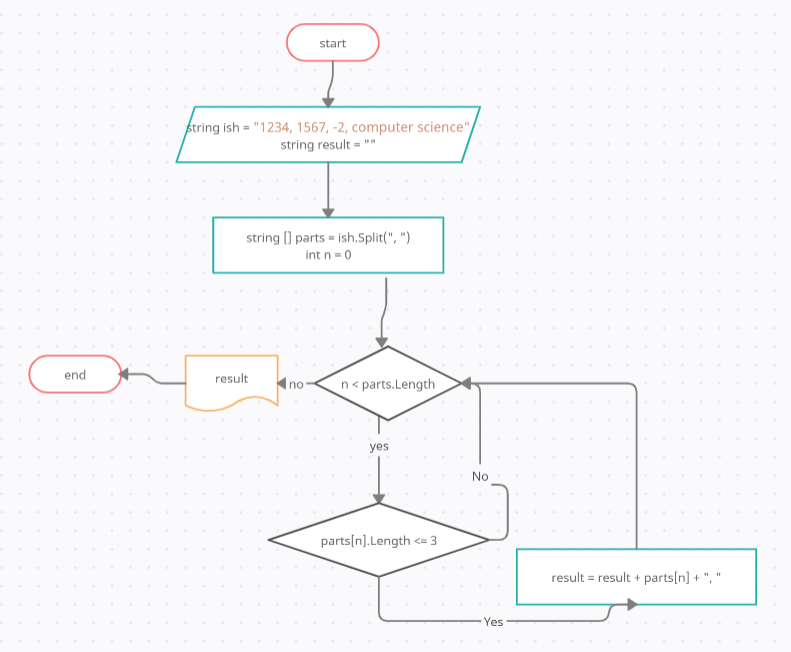 start
string ish = "1234, 1567, -2, computer science"
string result = ""
string [] parts = ish.Split(", ")
int n = 0
end
result
no
n < parts.Length
yes
No
parts[n].Length <= 3
result = result + parts[n] + ", "
Yes